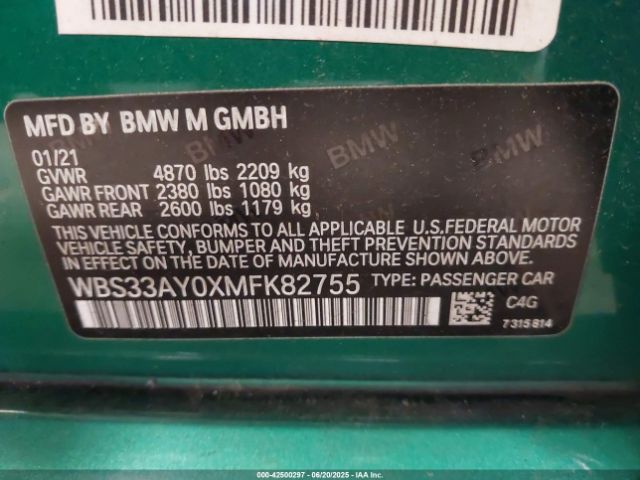 MFD BY BMW M GMBH
01/21
GVWR 4870 lbs 2209 kg
GAWR FRONT 2380 lbs 1080 kg
GAWR REAR 2600 lbs 1179 kg
THIS VEHICLE CONFORMS TO ALL APPLICABLE U.S.FEDERAL MOTOR
VEHICLE SAFETY, BUMPER AND THEFT PREVENTION STANDARDS
IN EFFECT ON THE DATE OF MANUFACTURE SHOWN ABOVE.
WBS33AY0XMFK82755 TYPE: PASSENGER CAR
C4G
7315814
BMW
BMW
BMW
000-42500297 - 06/20/2025 - IAA, Inc.